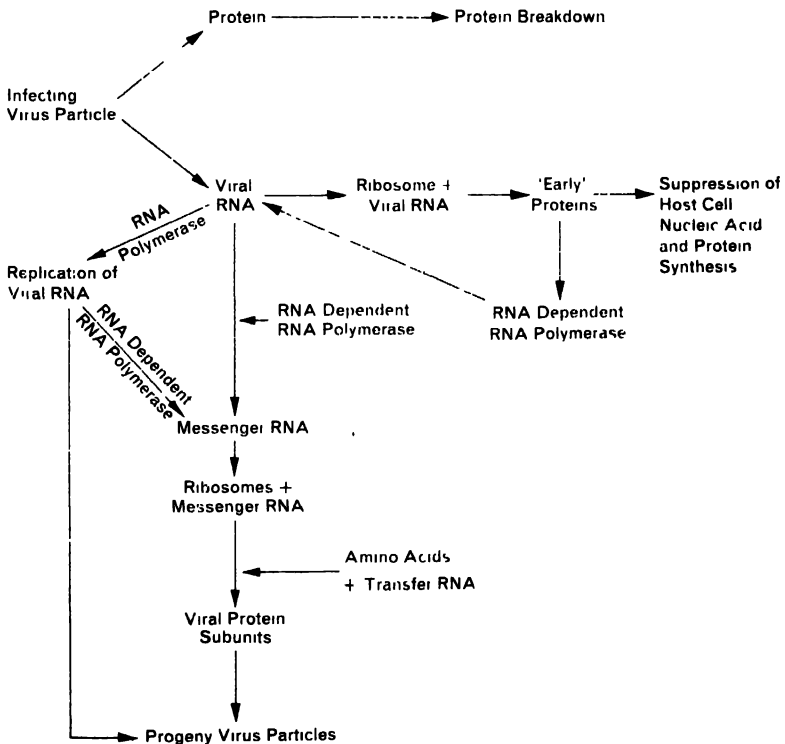 Protein
Protein Breakdown
Infecting
Virus Particle
Viral
RNA
Ribosome +
Viral RNA
'Early'
Proteins
Suppression of
Host Cell
Nucleic Acid
and Protein
Synthesis
RNA
Polymerase
Replication of
Viral RNA
RNA Dependent
RNA Polymerase
RNA Dependent
RNA Polymerase
RNA Dependent
RNA Polymerase
Messenger RNA
Ribosomes +
Messenger RNA
Amino Acids
+ Transfer RNA
Viral Protein
Subunits
Progeny Virus Particles